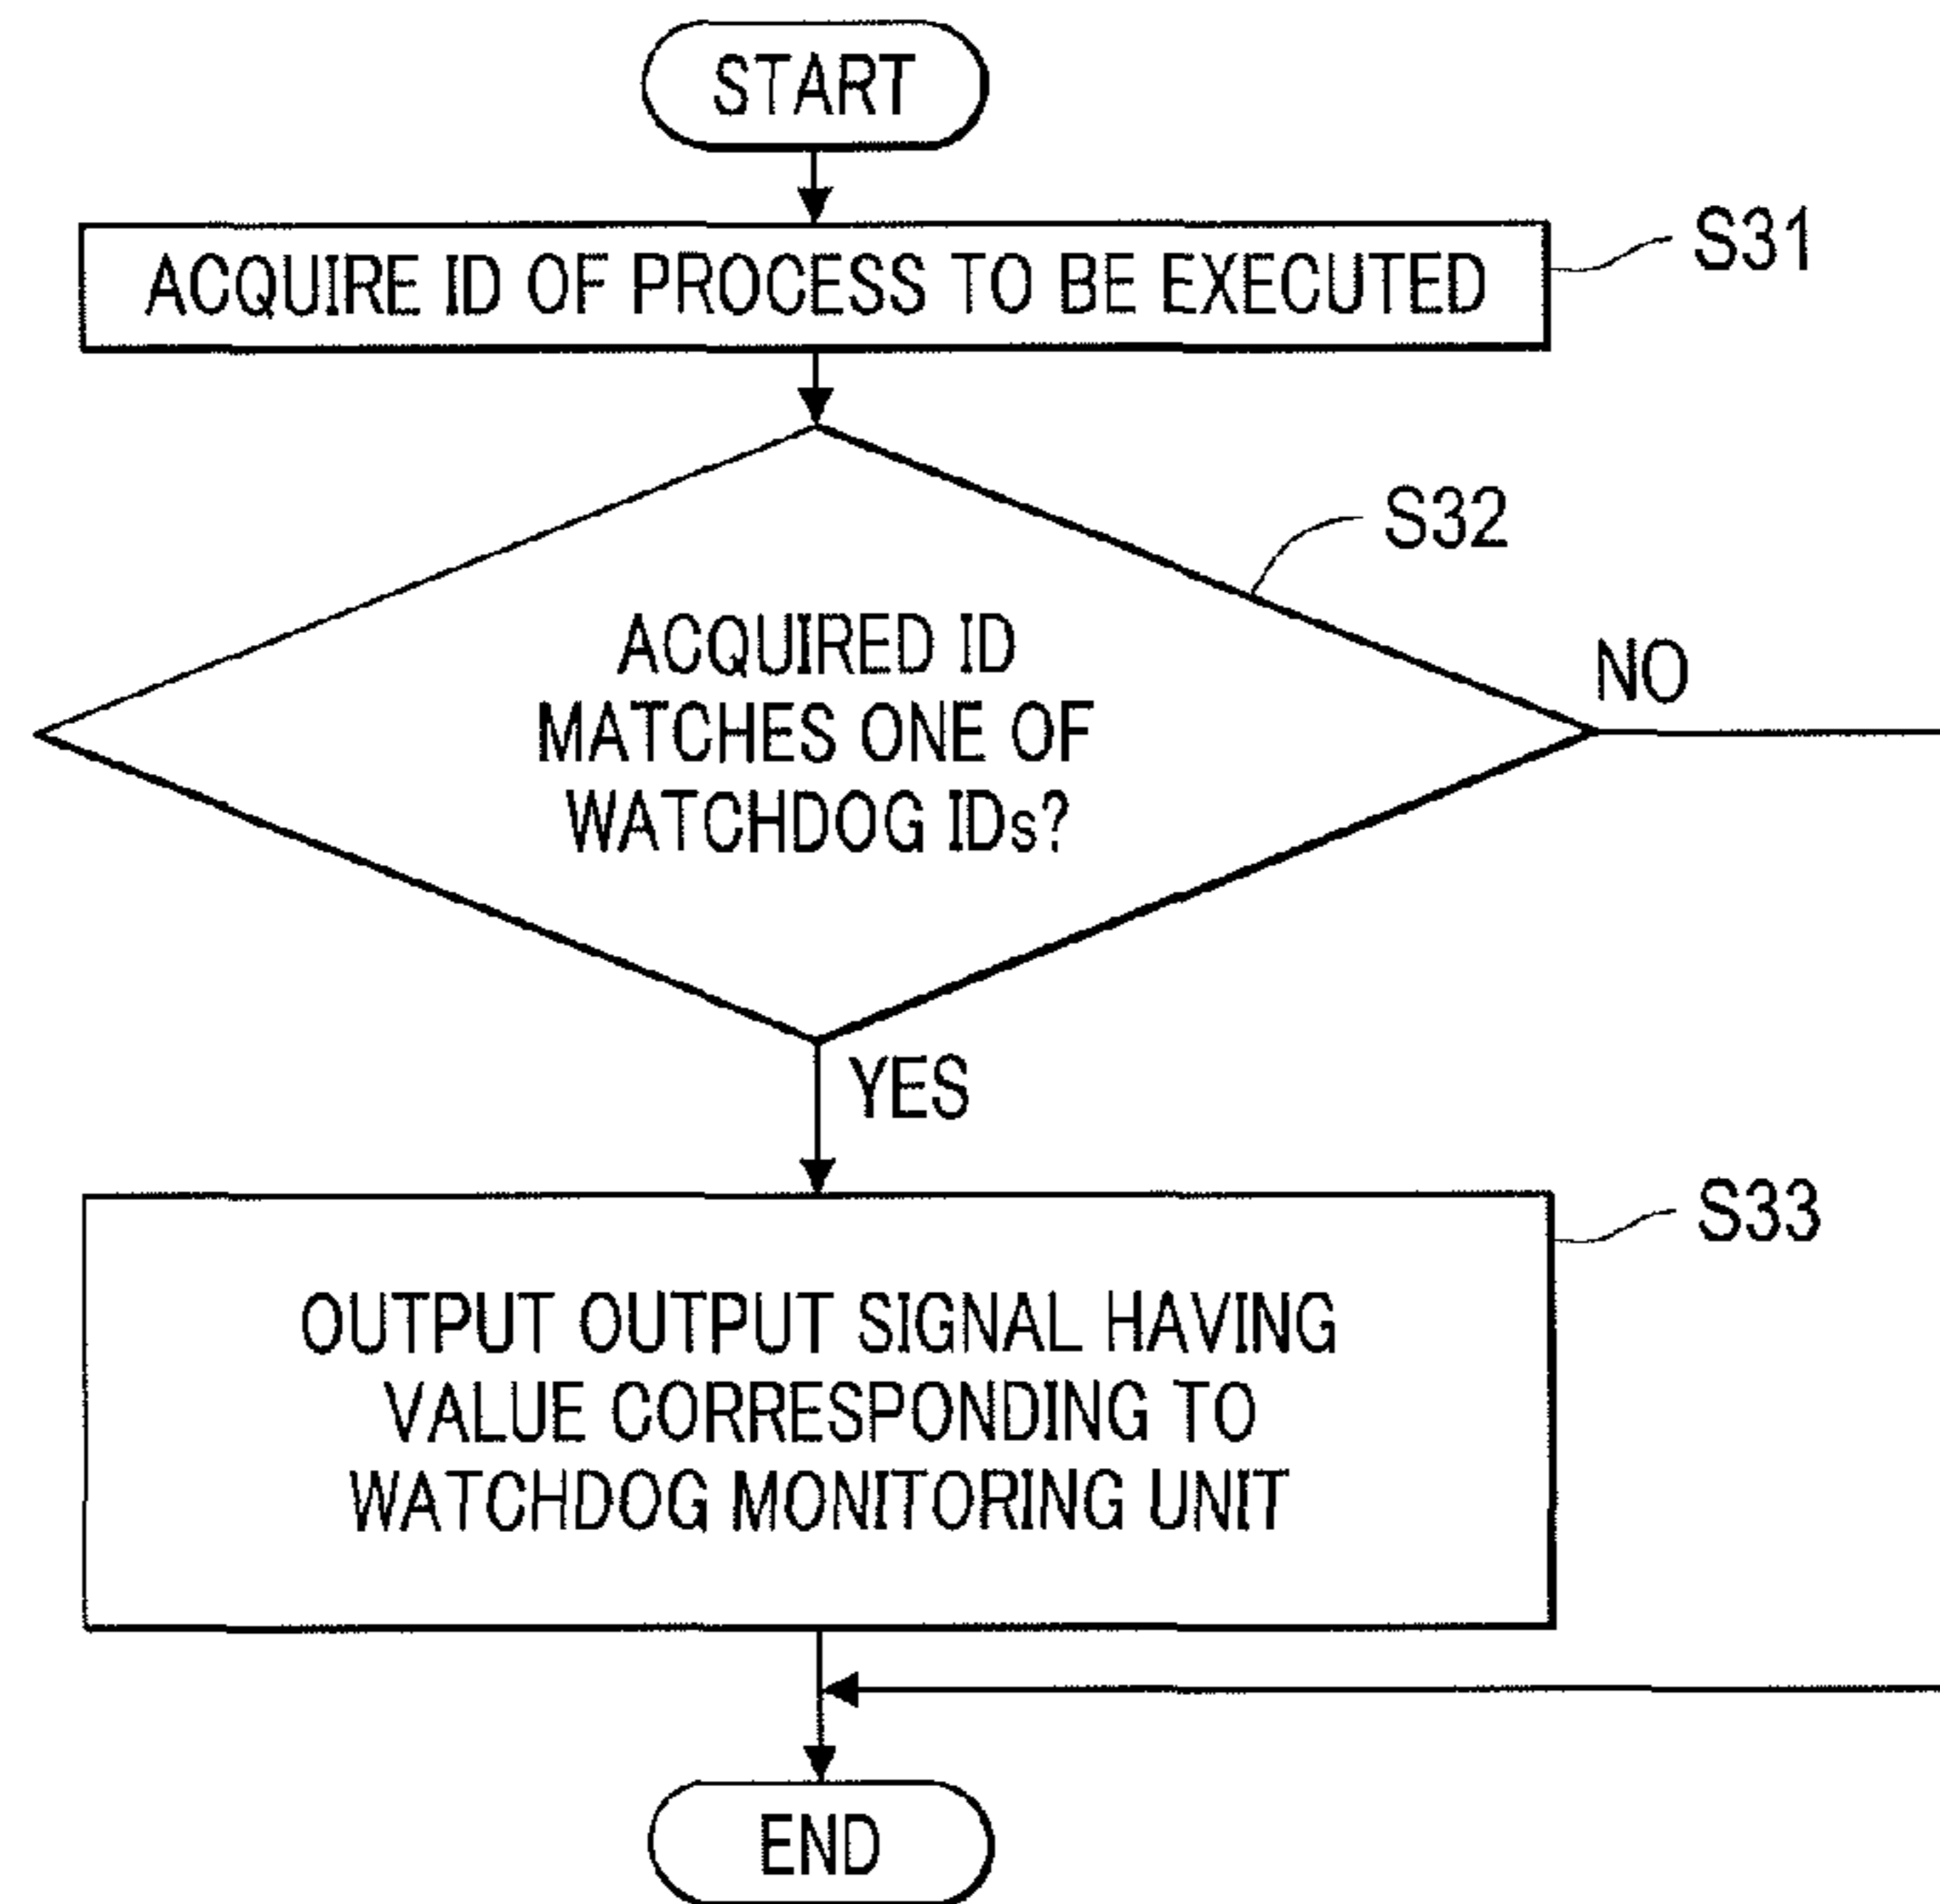 START
ACQUIRE ID OF PROCESS TO BE EXECUTED
S31
S32
ACQUIRED ID
MATCHES ONE OF
WATCHDOG IDs?
NO
YES
S33
OUTPUT OUTPUT SIGNAL HAVING
VALUE CORRESPONDING TO
WATCHDOG MONITORING UNIT
END